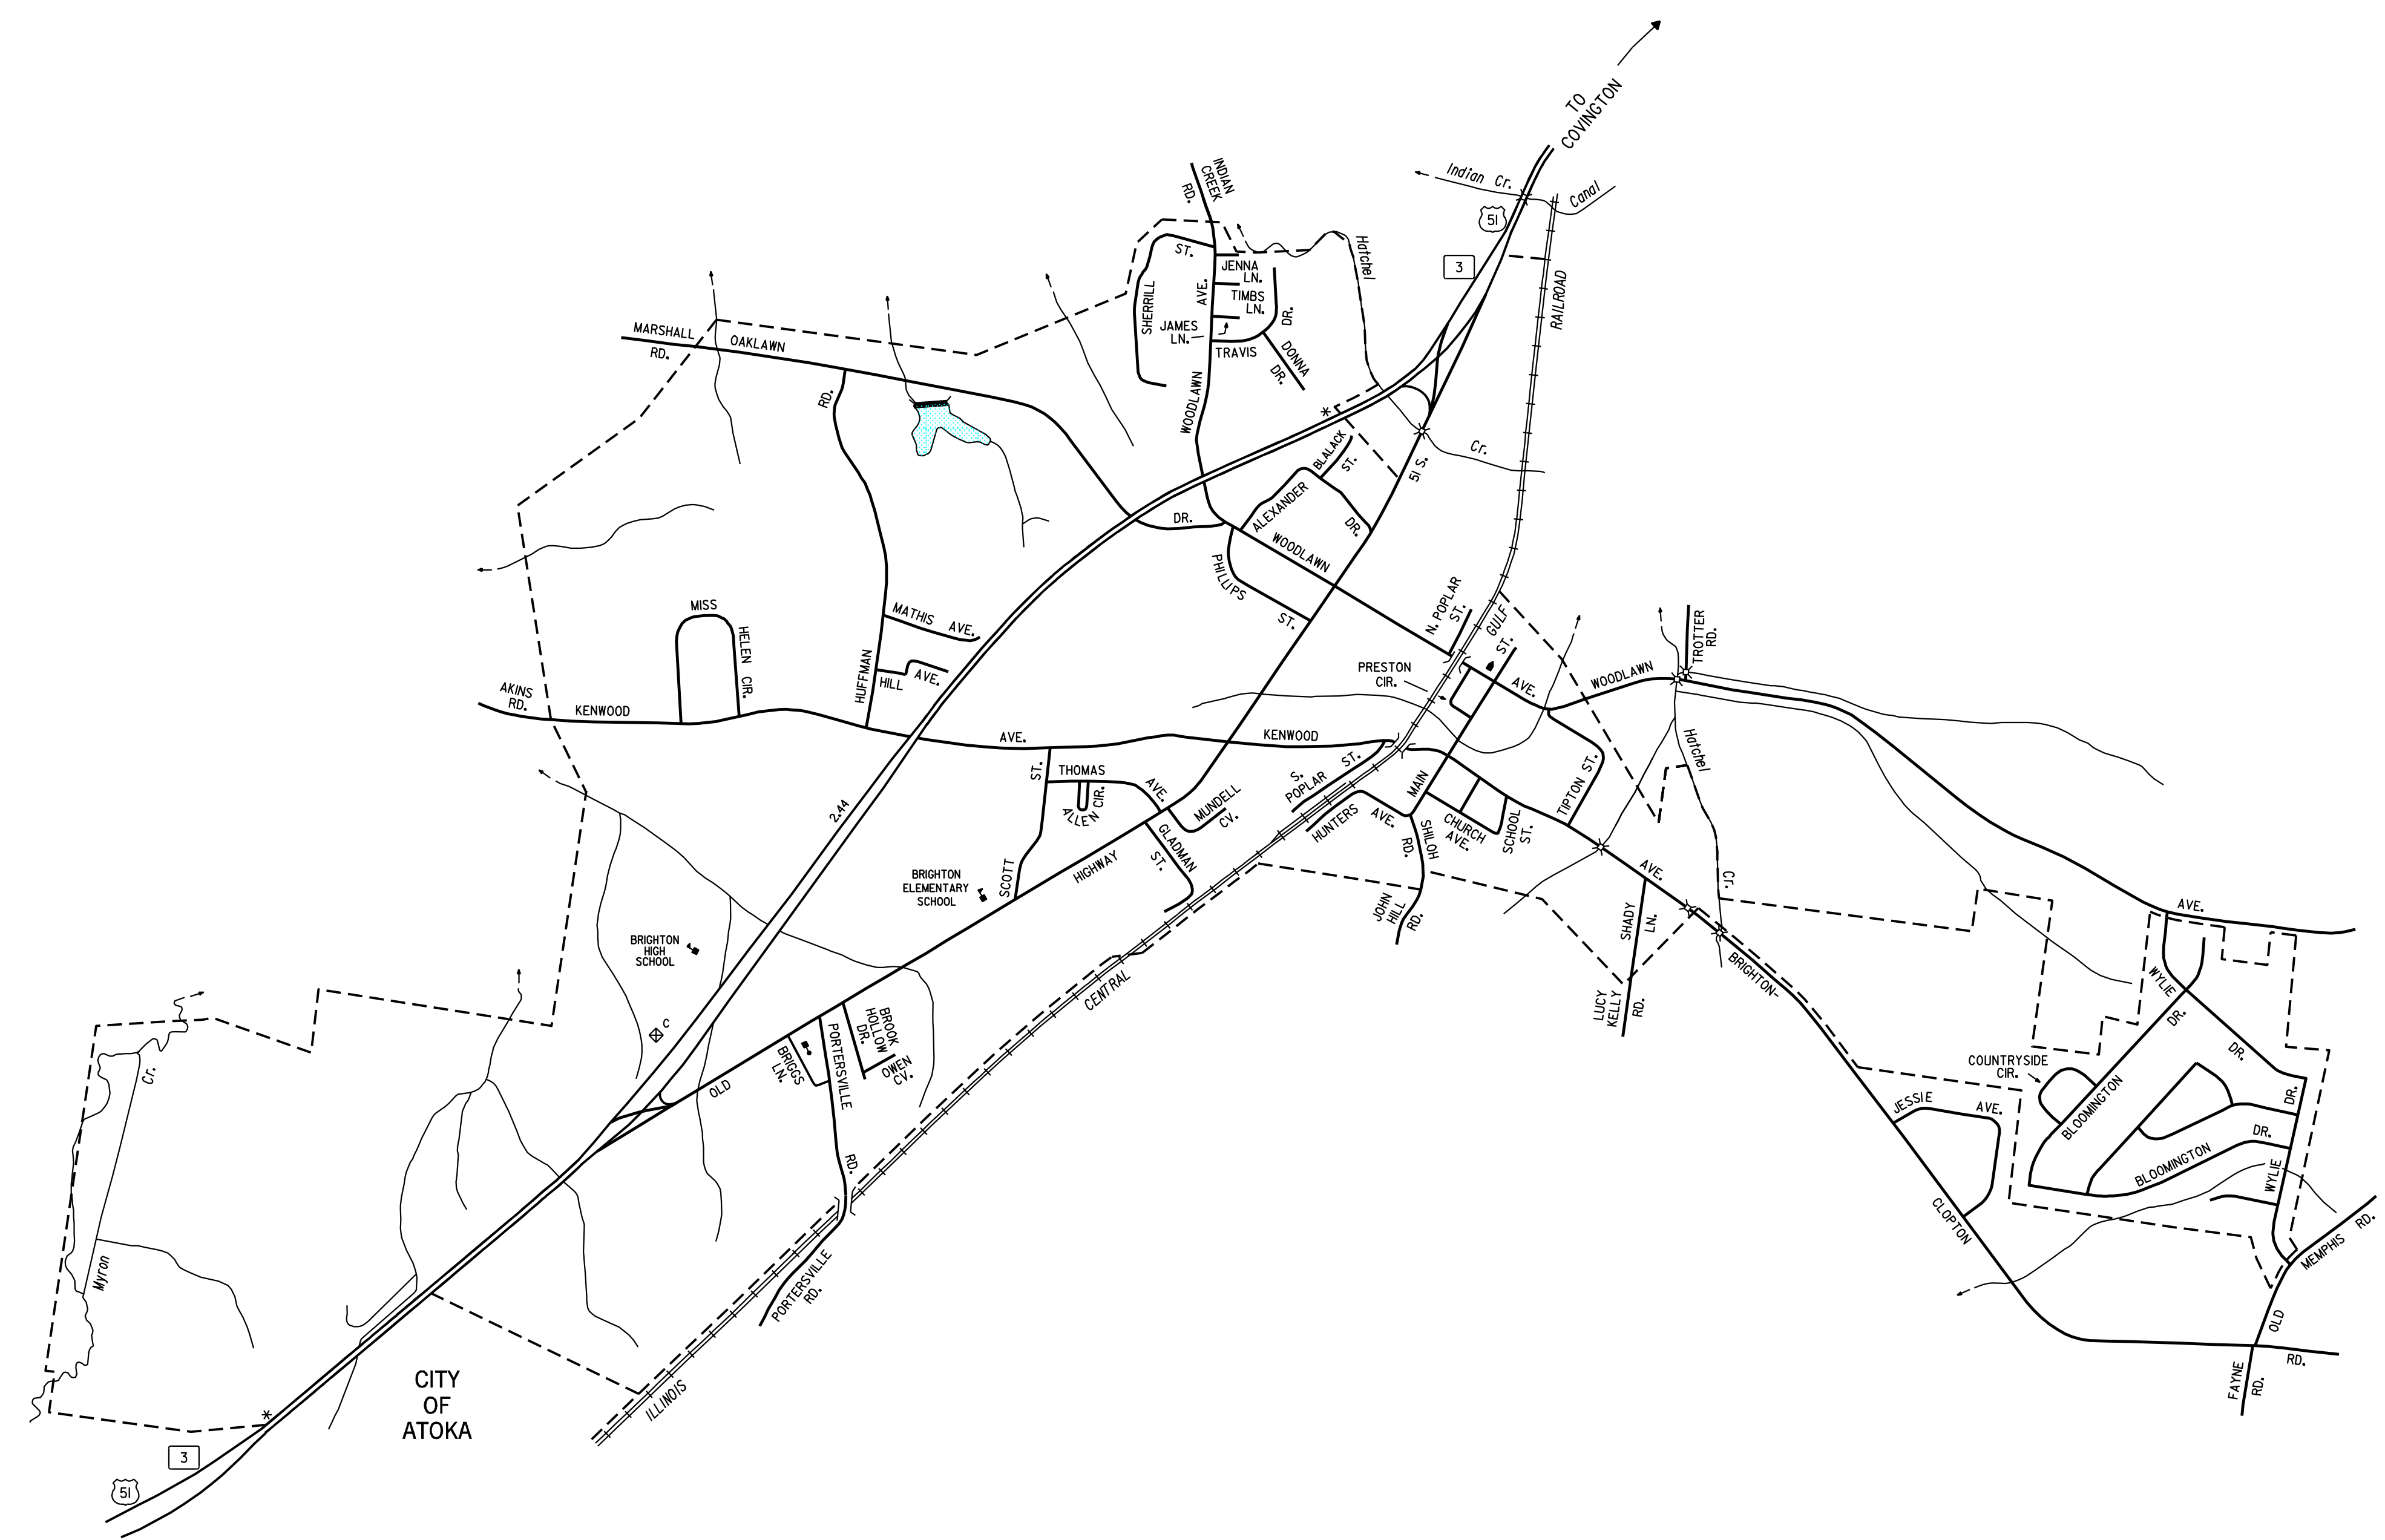 TO
COVINGTON
Indian Cr.
Canal
51
3
RAILROAD
INDIAN
CREEK
RD.
Hatchel
ST.
SHERRILL
AVE.
JENNA
LN.
TIMBS
LN.
JAMES
LN.
TRAVIS
DR.
DONNA
DR.
WOODLAWN
MARSHALL
RD.
OAKLAWN
RD.
*
Cr.
51 S.
BLALACK
ST.
ALEXANDER
DR.
DR.
WOODLAWN
PHILLIPS
ST.
N. POPLAR
ST.
GULF
ST.
PRESTON
CIR.
AVE.
WOODLAWN
TROTTER
RD.
MISS
HELEN
CIR.
MATHIS AVE.
HILL
AVE.
HUFFMAN
AKINS
RD.
KENWOOD
AVE.
KENWOOD
Hatchel
ST.
THOMAS
AVE.
ALLEN
CIR.
MUNDELL
CV.
S.
POPLAR
ST.
MAIN
TIPTON ST.
HUNTERS
AVE.
SHILOH
RD.
CHURCH
AVE.
SCHOOL
ST.
2.44
GLADMAN
ST.
HIGHWAY
SCOTT
BRIGHTON
ELEMENTARY
SCHOOL
AVE.
Cr.
JOHN
HILL
RD.
SHADY
LN.
AVE.
BRIGHTON
HIGH
SCHOOL
BRIGHTON-
LUCY
KELLY
RD.
CENTRAL
WYLIE
DR.
DR.
C
BROOK
HOLLOW
DR.
OWEN
CV.
PORTERSVILLE
RD.
BRIGGS
LN.
OLD
COUNTRYSIDE
CIR.
BLOOMINGTON
DR.
JESSIE
AVE.
BLOOMINGTON
DR.
WYLIE
Cr.
Myron
CLOPTON
MEMPHIS
RD.
OLD
PORTERSVILLE
RD.
RD.
FAYNE
RD.
ILLINOIS
CITY
OF
ATOKA
*
3
51